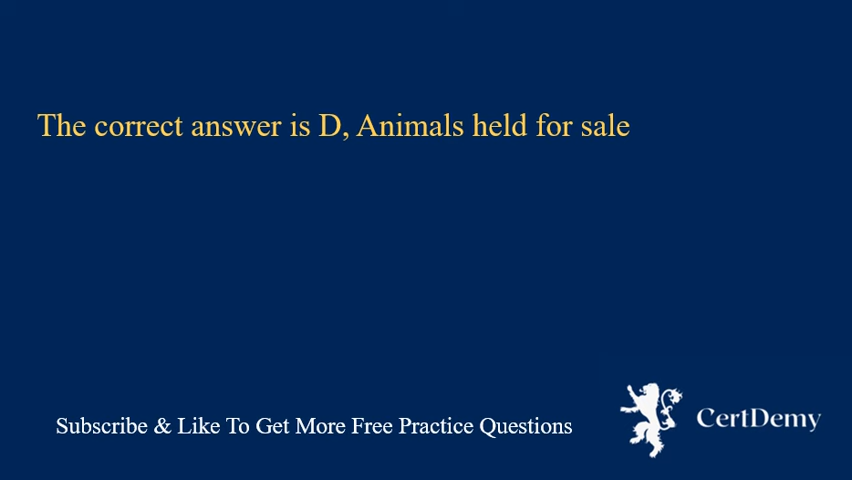 The correct answer is D, Animals held for sale
Subscribe & Like To Get More Free Practice Questions
CertDemy